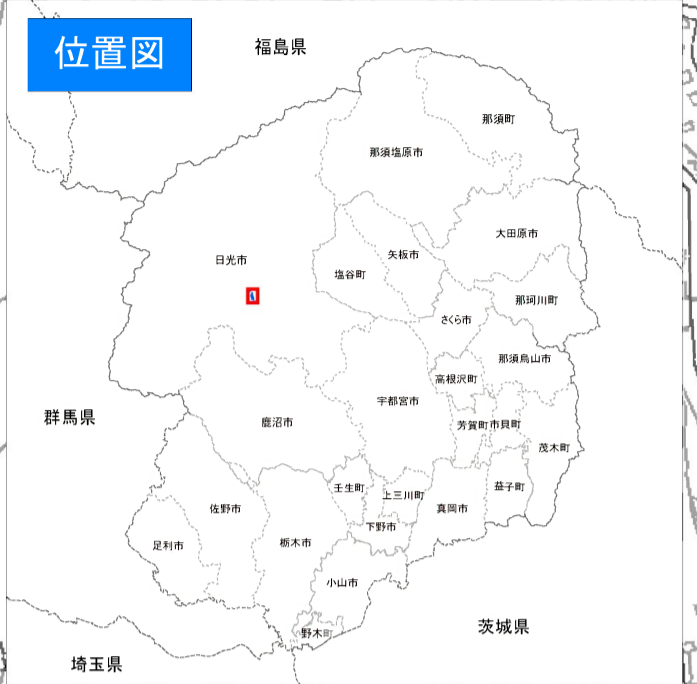 位置図
福島県
那須町
那須塩原市
大田原市
矢板市
日光市
塩谷町
那珂川町
さくら市
那須烏山市
高根沢町
宇都宮市
群馬県
鹿沼市
芳賀町
市貝町
茂木町
壬生町
上三川町
益子町
佐野市
真岡市
下野市
足利市
栃木市
小山市
茨城県
野木町
埼玉県